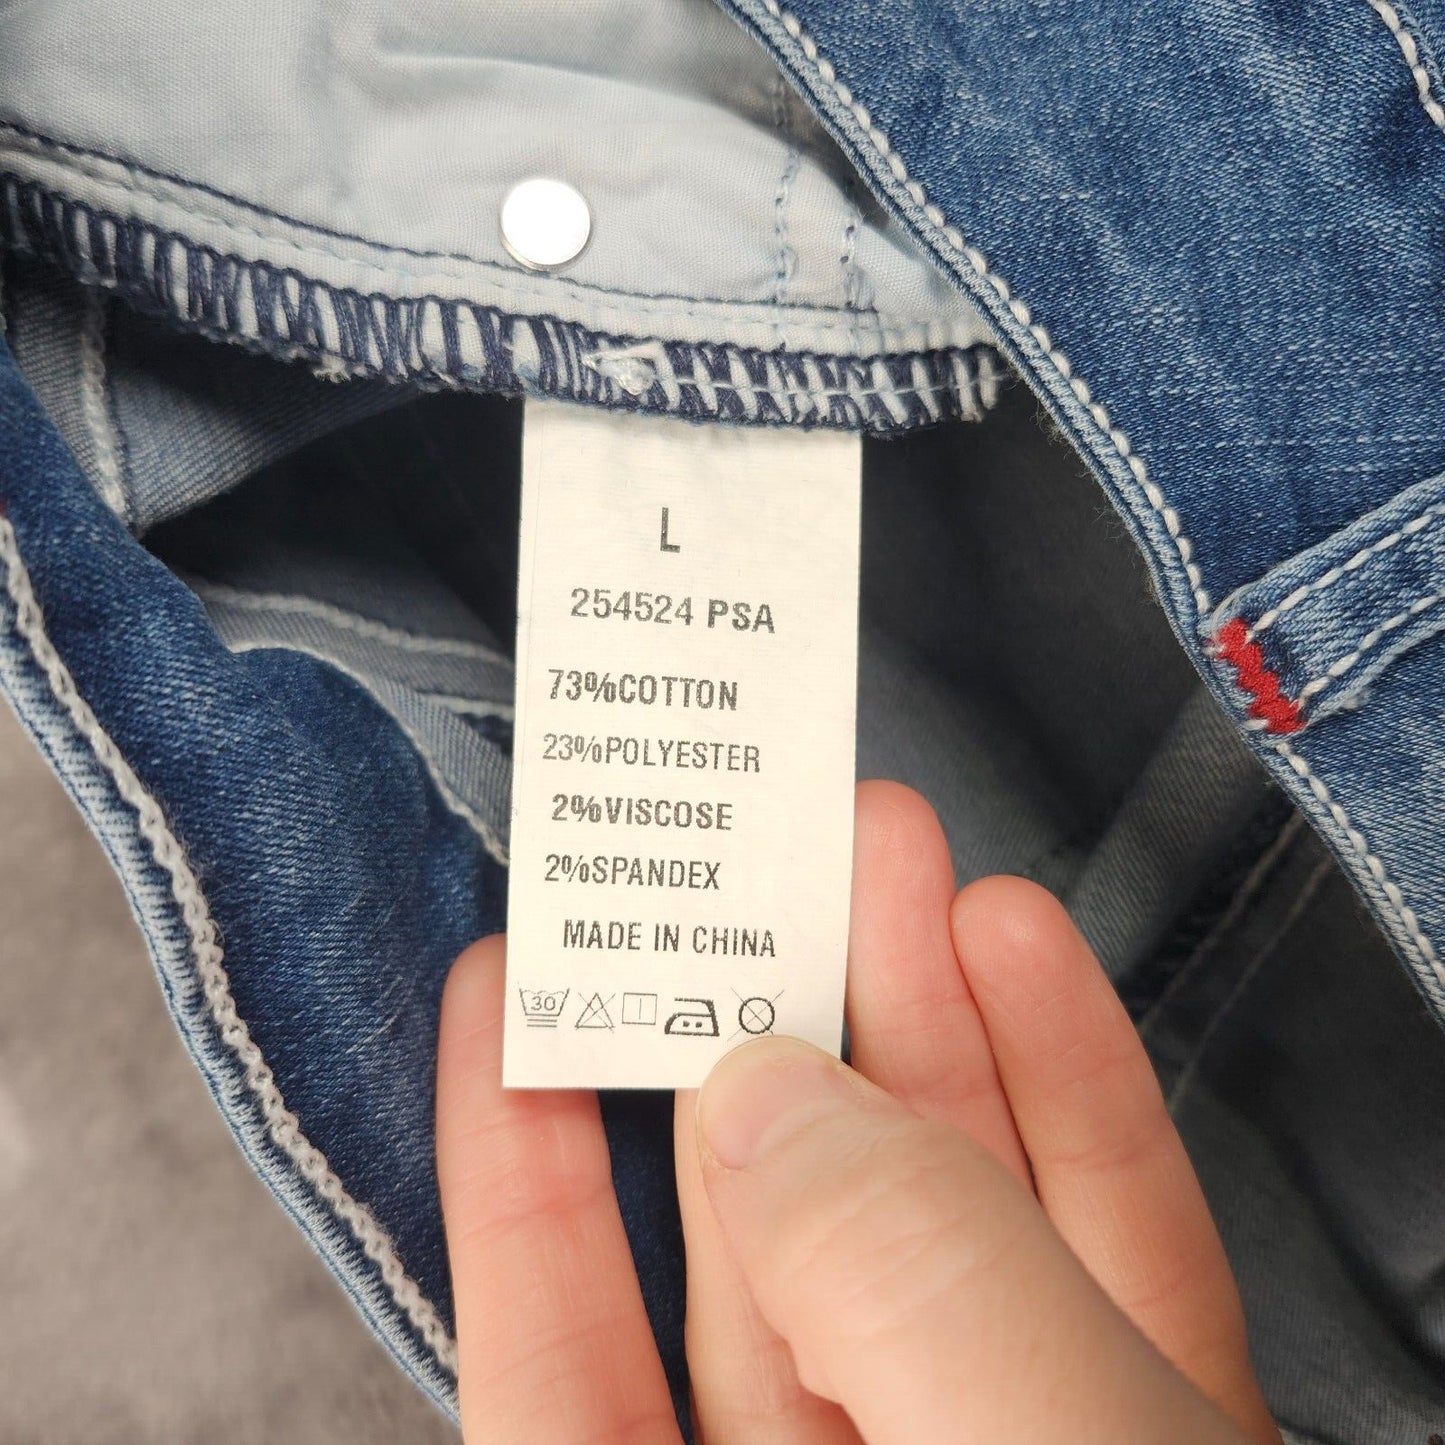 L
254524 PSA
73%COTTON
23%POLYESTER
2%VISCOSE
2%SPANDEX
MADE IN CHINA
30